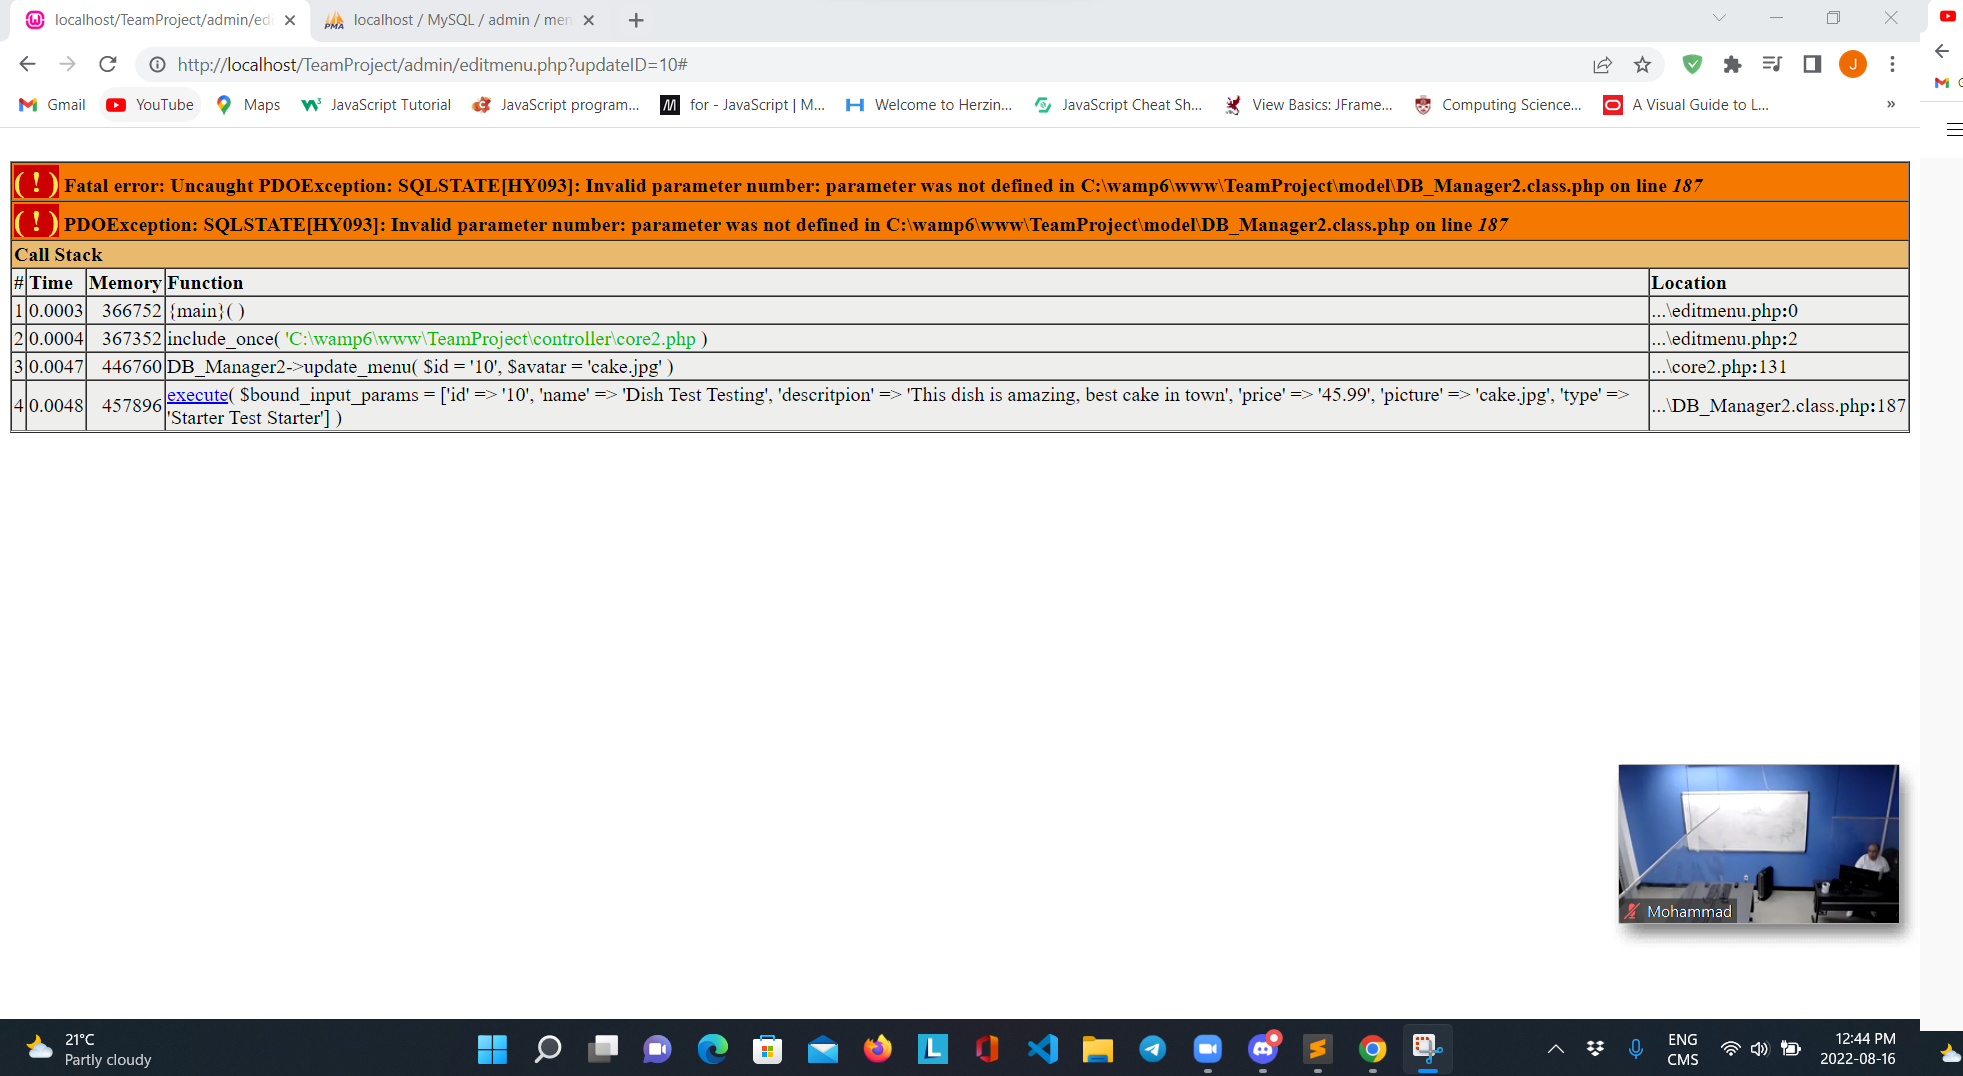 localhost/TeamProject/admin/edi
localhost / MySQL / admin / men
http://localhost/TeamProject/admin/editmenu.php?updateID=10#
J
Gmail
YouTube
Maps
JavaScript Tutorial
JavaScript program...
for - JavaScript | M...
Welcome to Herzin...
JavaScript Cheat Sh...
View Basics: JFrame...
Computing Science...
A Visual Guide to L...
»
( ! ) Fatal error: Uncaught PDOException: SQLSTATE[HY093]: Invalid parameter number: parameter was not defined in C:\wamp6\www\TeamProject\model\DB_Manager2.class.php on line 187
( ! ) PDOException: SQLSTATE[HY093]: Invalid parameter number: parameter was not defined in C:\wamp6\www\TeamProject\model\DB_Manager2.class.php on line 187
Call Stack
# Time Memory Function Location
1 0.0003 366752 {main}( ) ...\editmenu.php:0
2 0.0004 367352 include_once( 'C:\wamp6\www\TeamProject\controller\core2.php ) ...\editmenu.php:2
3 0.0047 446760 DB_Manager2->update_menu( $id = '10', $avatar = 'cake.jpg' ) ...\core2.php:131
4 0.0048 457896 execute( $bound_input_params = ['id' => '10', 'name' => 'Dish Test Testing', 'descritpion' => 'This dish is amazing, best cake in town', 'price' => '45.99', 'picture' => 'cake.jpg', 'type' => ...\DB_Manager2.class.php:187
'Starter Test Starter'] )
Mohammad
21°C
Partly cloudy
ENG
CMS
12:44 PM
2022-08-16